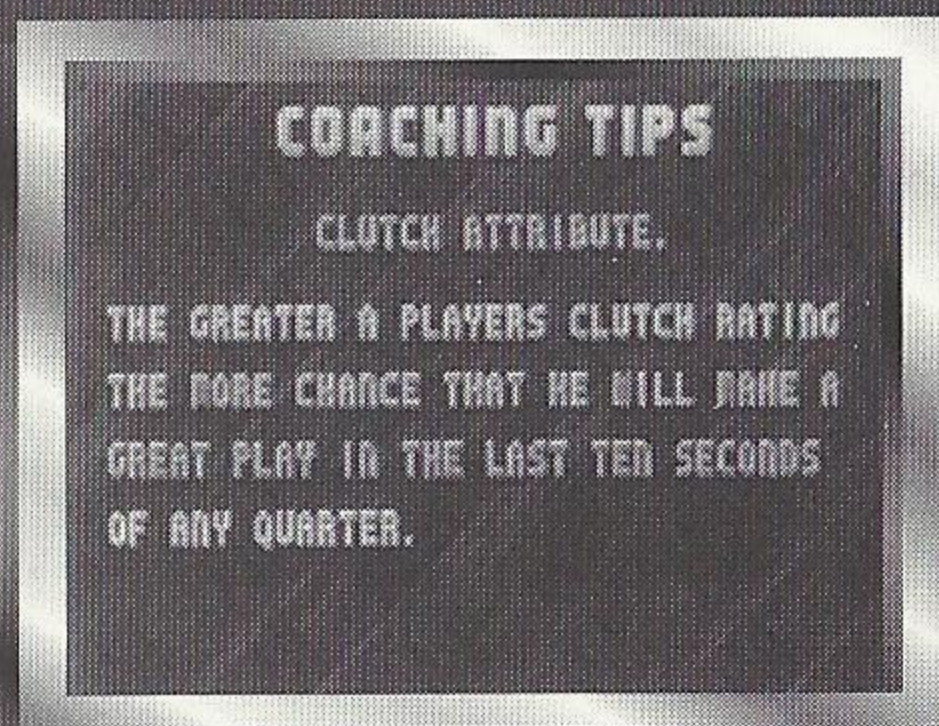 COACHING TIPS
CLUTCH ATTRIBUTE.
THE GREATER A PLAYERS CLUTCH RATING
THE MORE CHANCE THAT HE WILL MAKE A
GREAT PLAY IN THE LAST TEN SECONDS
OF ANY QUARTER.